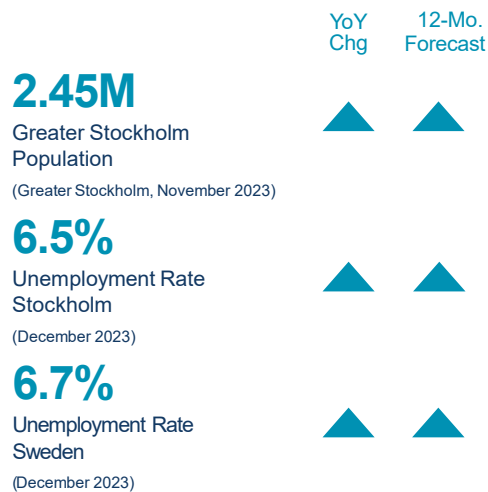 YoY 12-Mo.
Chg Forecast
2.45M
Greater Stockholm
Population
(Greater Stockholm, November 2023)
6.5%
Unemployment Rate
Stockholm
(December 2023)
6.7%
Unemployment Rate
Sweden
(December 2023)